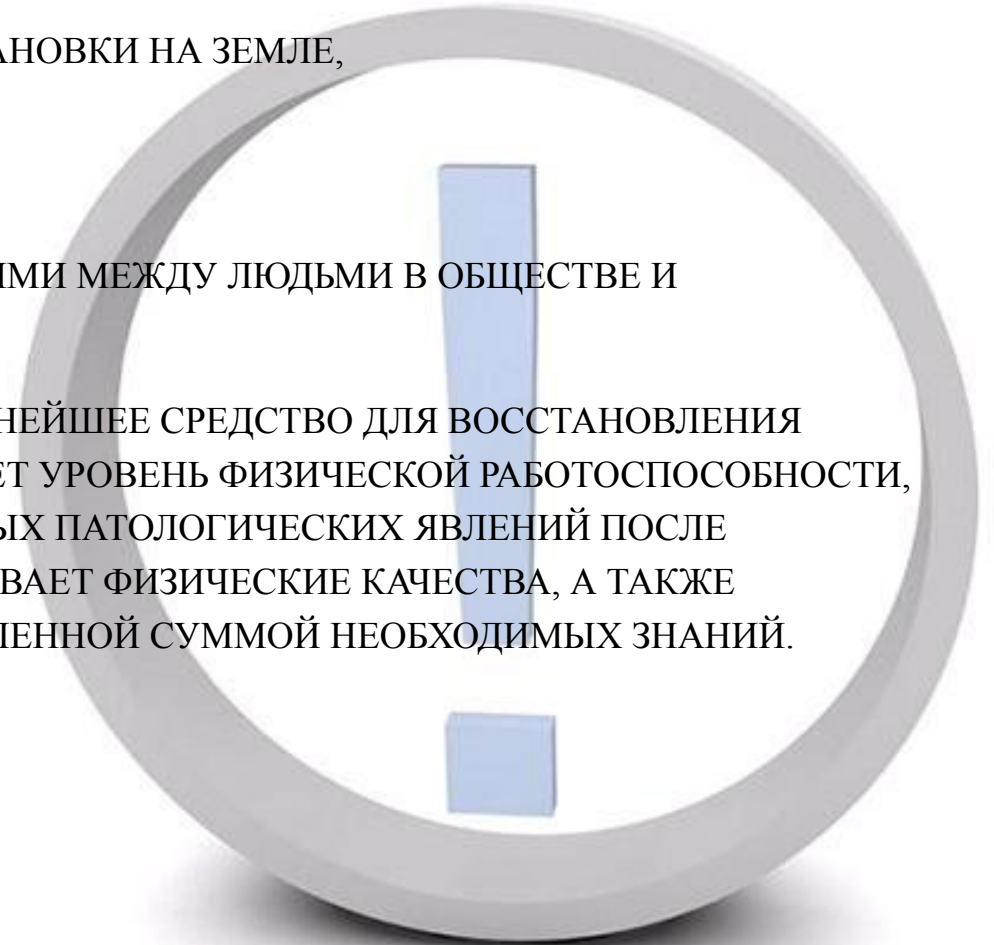 АНОВКИ НА ЗЕМЛЕ,
ИМИ МЕЖДУ ЛЮДЬМИ В ОБЩЕСТВЕ И
НЕЙШЕЕ СРЕДСТВО ДЛЯ ВОССТАНОВЛЕНИЯ
ЕТ УРОВЕНЬ ФИЗИЧЕСКОЙ РАБОТОСПОСОБНОСТИ,
ЫХ ПАТОЛОГИЧЕСКИХ ЯВЛЕНИЙ ПОСЛЕ
ВАЕТ ФИЗИЧЕСКИЕ КАЧЕСТВА, А ТАКЖЕ
ЛЕННОЙ СУММОЙ НЕОБХОДИМЫХ ЗНАНИЙ.